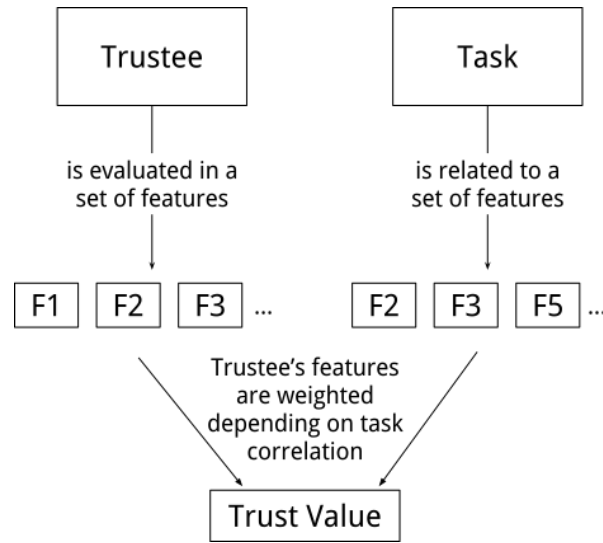 Trustee
Task
is evaluated in a
set of features
is related to a
set of features
F1 F2 F3 ...
F2 F3 F5 ...
Trustee's features
are weighted
depending on task
correlation
Trust Value